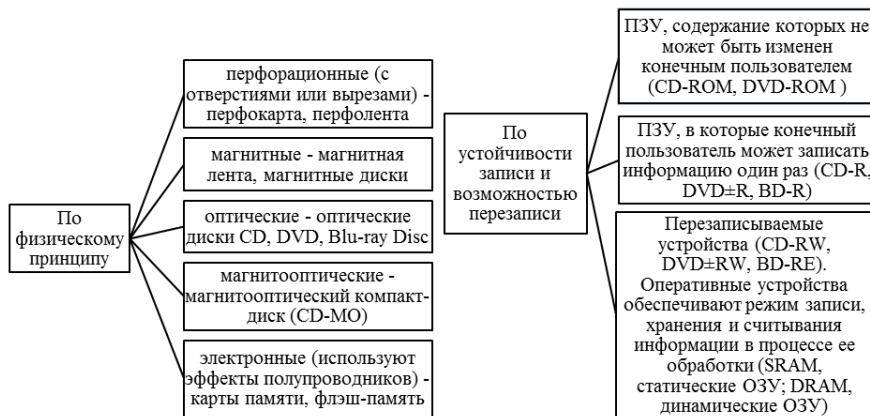 По
физическому
принципу
перфорационные (с
отверстиями или вырезами) -
перфокарта, перфолента
магнитные - магнитная
лента, магнитные диски
оптические - оптические
диски CD, DVD, Blu-ray Disc
магнитооптические -
магнитооптический компакт-
диск (CD-MO)
электронные (используют
эффекты полупроводников) -
карты памяти, флэш-память
По
устойчивости
записи и
возможностью
перезаписи
ПЗУ, содержание которых не
может быть изменен
конечным пользователем
(CD-ROM, DVD-ROM )
ПЗУ, в которые конечный
пользователь может записать
информацию один раз (CD-R,
DVD±R, BD-R)
Перезаписываемые
устройства (CD-RW,
DVD±RW, BD-RE).
Оперативные устройства
обеспечивают режим записи,
хранения и считывания
информации в процессе ее
обработки (SRAM,
статические ОЗУ; DRAM,
динамические ОЗУ)